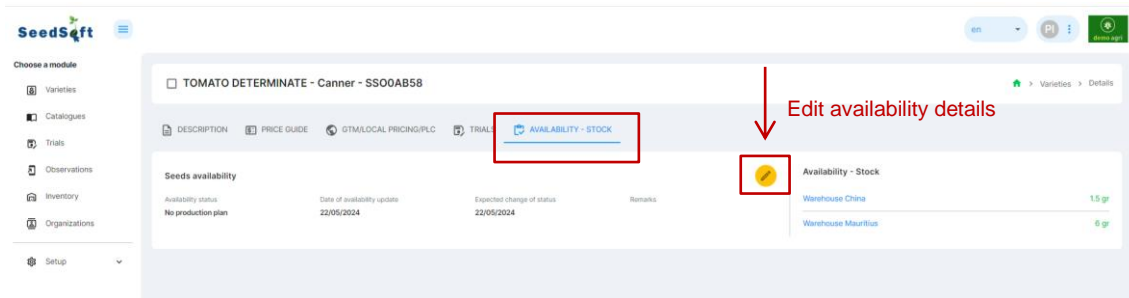 SeedSoft
en
PI
demo agri
Choose a module
Varieties
Catalogues
Trials
Observations
Inventory
Organizations
Setup
TOMATO DETERMINATE - Canner - SSO0AB58
> Varieties > Details
Edit availability details
DESCRIPTION
PRICE GUIDE
GTM/LOCAL PRICING/PLC
TRIALS
AVAILABILITY - STOCK
Seeds availability
Availability status
No production plan
Date of availability update
22/05/2024
Expected change of status
22/05/2024
Remarks
Availability - Stock
Warehouse China 1.5 gr
Warehouse Mauritius 6 gr